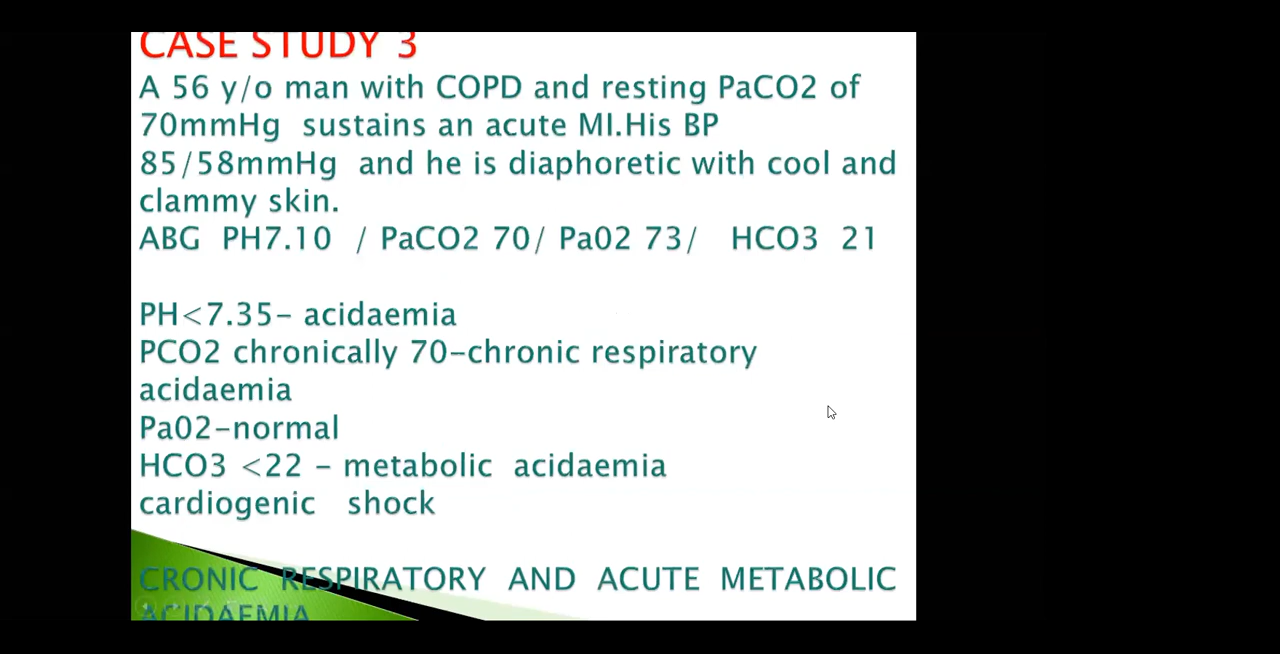 CASE STUDY 3
A 56 y/o man with COPD and resting PaCO2 of
70mmHg sustains an acute MI.His BP
85/58mmHg and he is diaphoretic with cool and
clammy skin.
ABG PH7.10 / PaCO2 70/ Pa02 73/ HCO3 21
PH<7.35- acidaemia
PCO2 chronically 70-chronic respiratory
acidaemia
Pa02-normal
HCO3 <22 - metabolic acidaemia
cardiogenic shock
CRONIC RESPIRATORY AND ACUTE METABOLIC
ACIDAEMIA